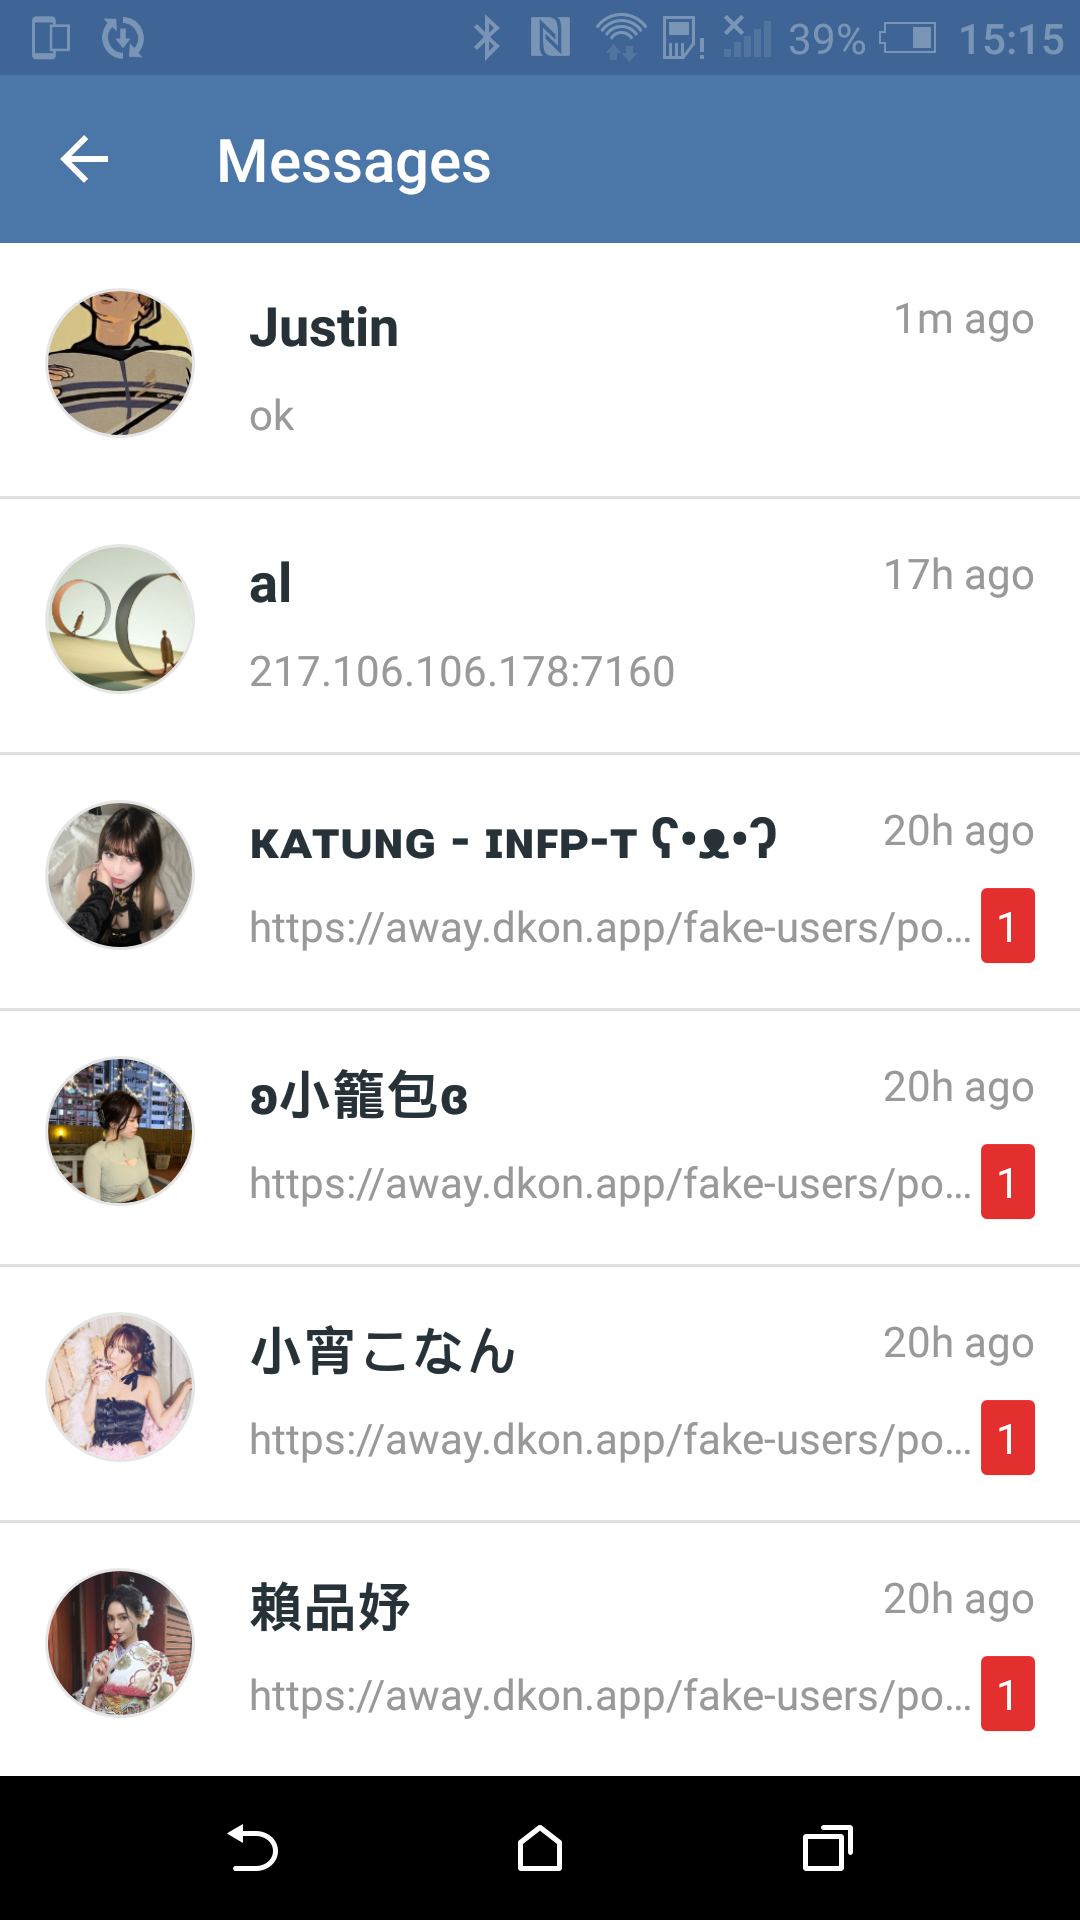 39% 15:15
Messages
Justin
1m ago
ok
al
17h ago
217.106.106.178:7160
ᴋᴀᴛᴜɴɢ - ɪɴғᴘ-ᴛ ʕ•ᴥ•ʔ
20h ago
https://away.dkon.app/fake-users/po...
1
ʚ小籠包ɞ
20h ago
https://away.dkon.app/fake-users/po...
1
小宵こなん
20h ago
https://away.dkon.app/fake-users/po...
1
賴品妤
20h ago
https://away.dkon.app/fake-users/po...
1